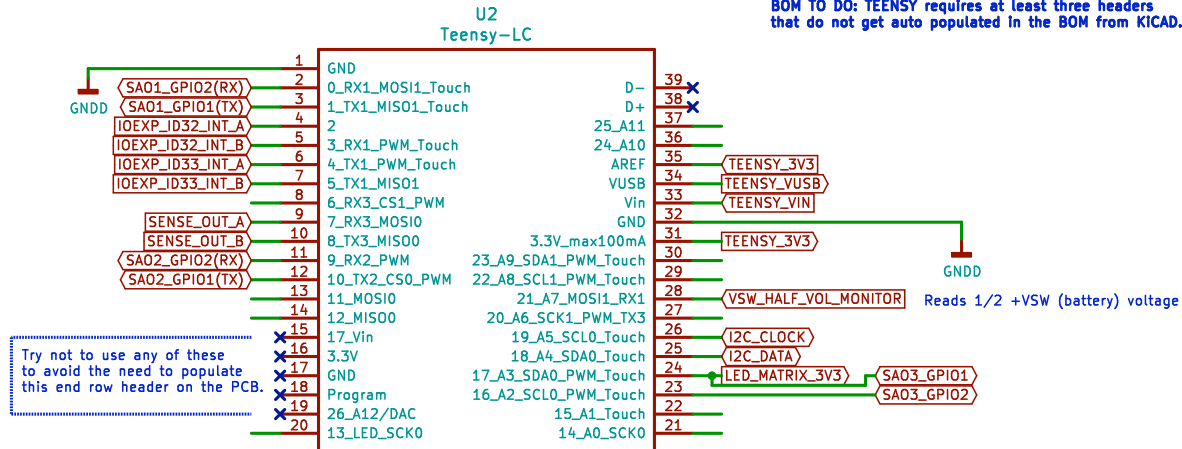 BOM TO DO: TEENSY requires at least three headers
that do not get auto populated in the BOM from KiCAD.
U2
Teensy-LC
GNDD
1 GND
SAO1_GPIO2(RX) 2 0_RX1_MOSI1_Touch
SAO1_GPIO1(TX) 3 1_TX1_MISO1_Touch
IOEXP_ID32_INT_A 4 2
IOEXP_ID32_INT_B 5 3_RX1_PWM_Touch
IOEXP_ID33_INT_A 6 4_TX1_PWM_Touch
IOEXP_ID33_INT_B 7 5_TX1_MISO1
8 6_RX3_CS1_PWM
SENSE_OUT_A 9 7_RX3_MOSI0
SENSE_OUT_B 10 8_TX3_MISO0
SAO2_GPIO2(RX) 11 9_RX2_PWM
SAO2_GPIO1(TX) 12 10_TX2_CS0_PWM
13 11_MOSI0
14 12_MISO0
15 17_Vin
16 3.3V
17 GND
18 Program
19 26_A12/DAC
20 13_LED_SCK0
Try not to use any of these
to avoid the need to populate
this end row header on the PCB.
D- 39
D+ 38
25_A11 37
24_A10 36
AREF 35 TEENSY_3V3
VUSB 34 TEENSY_VUSB
Vin 33 TEENSY_VIN
GND 32
3.3V_max100mA 31 TEENSY_3V3
23_A9_SDA1_PWM_Touch 30
22_A8_SCL1_PWM_Touch 29
21_A7_MOSI1_RX1 28 VSW_HALF_VOL_MONITOR
20_A6_SCK1_PWM_TX3 27
19_A5_SCL0_Touch 26 I2C_CLOCK
18_A4_SDA0_Touch 25 I2C_DATA
17_A3_SDA0_PWM_Touch 24 LED_MATRIX_3V3 SAO3_GPIO1
16_A2_SCL0_PWM_Touch 23 SAO3_GPIO2
15_A1_Touch 22
14_A0_SCK0 21
GNDD
Reads 1/2 +VSW (battery) voltage